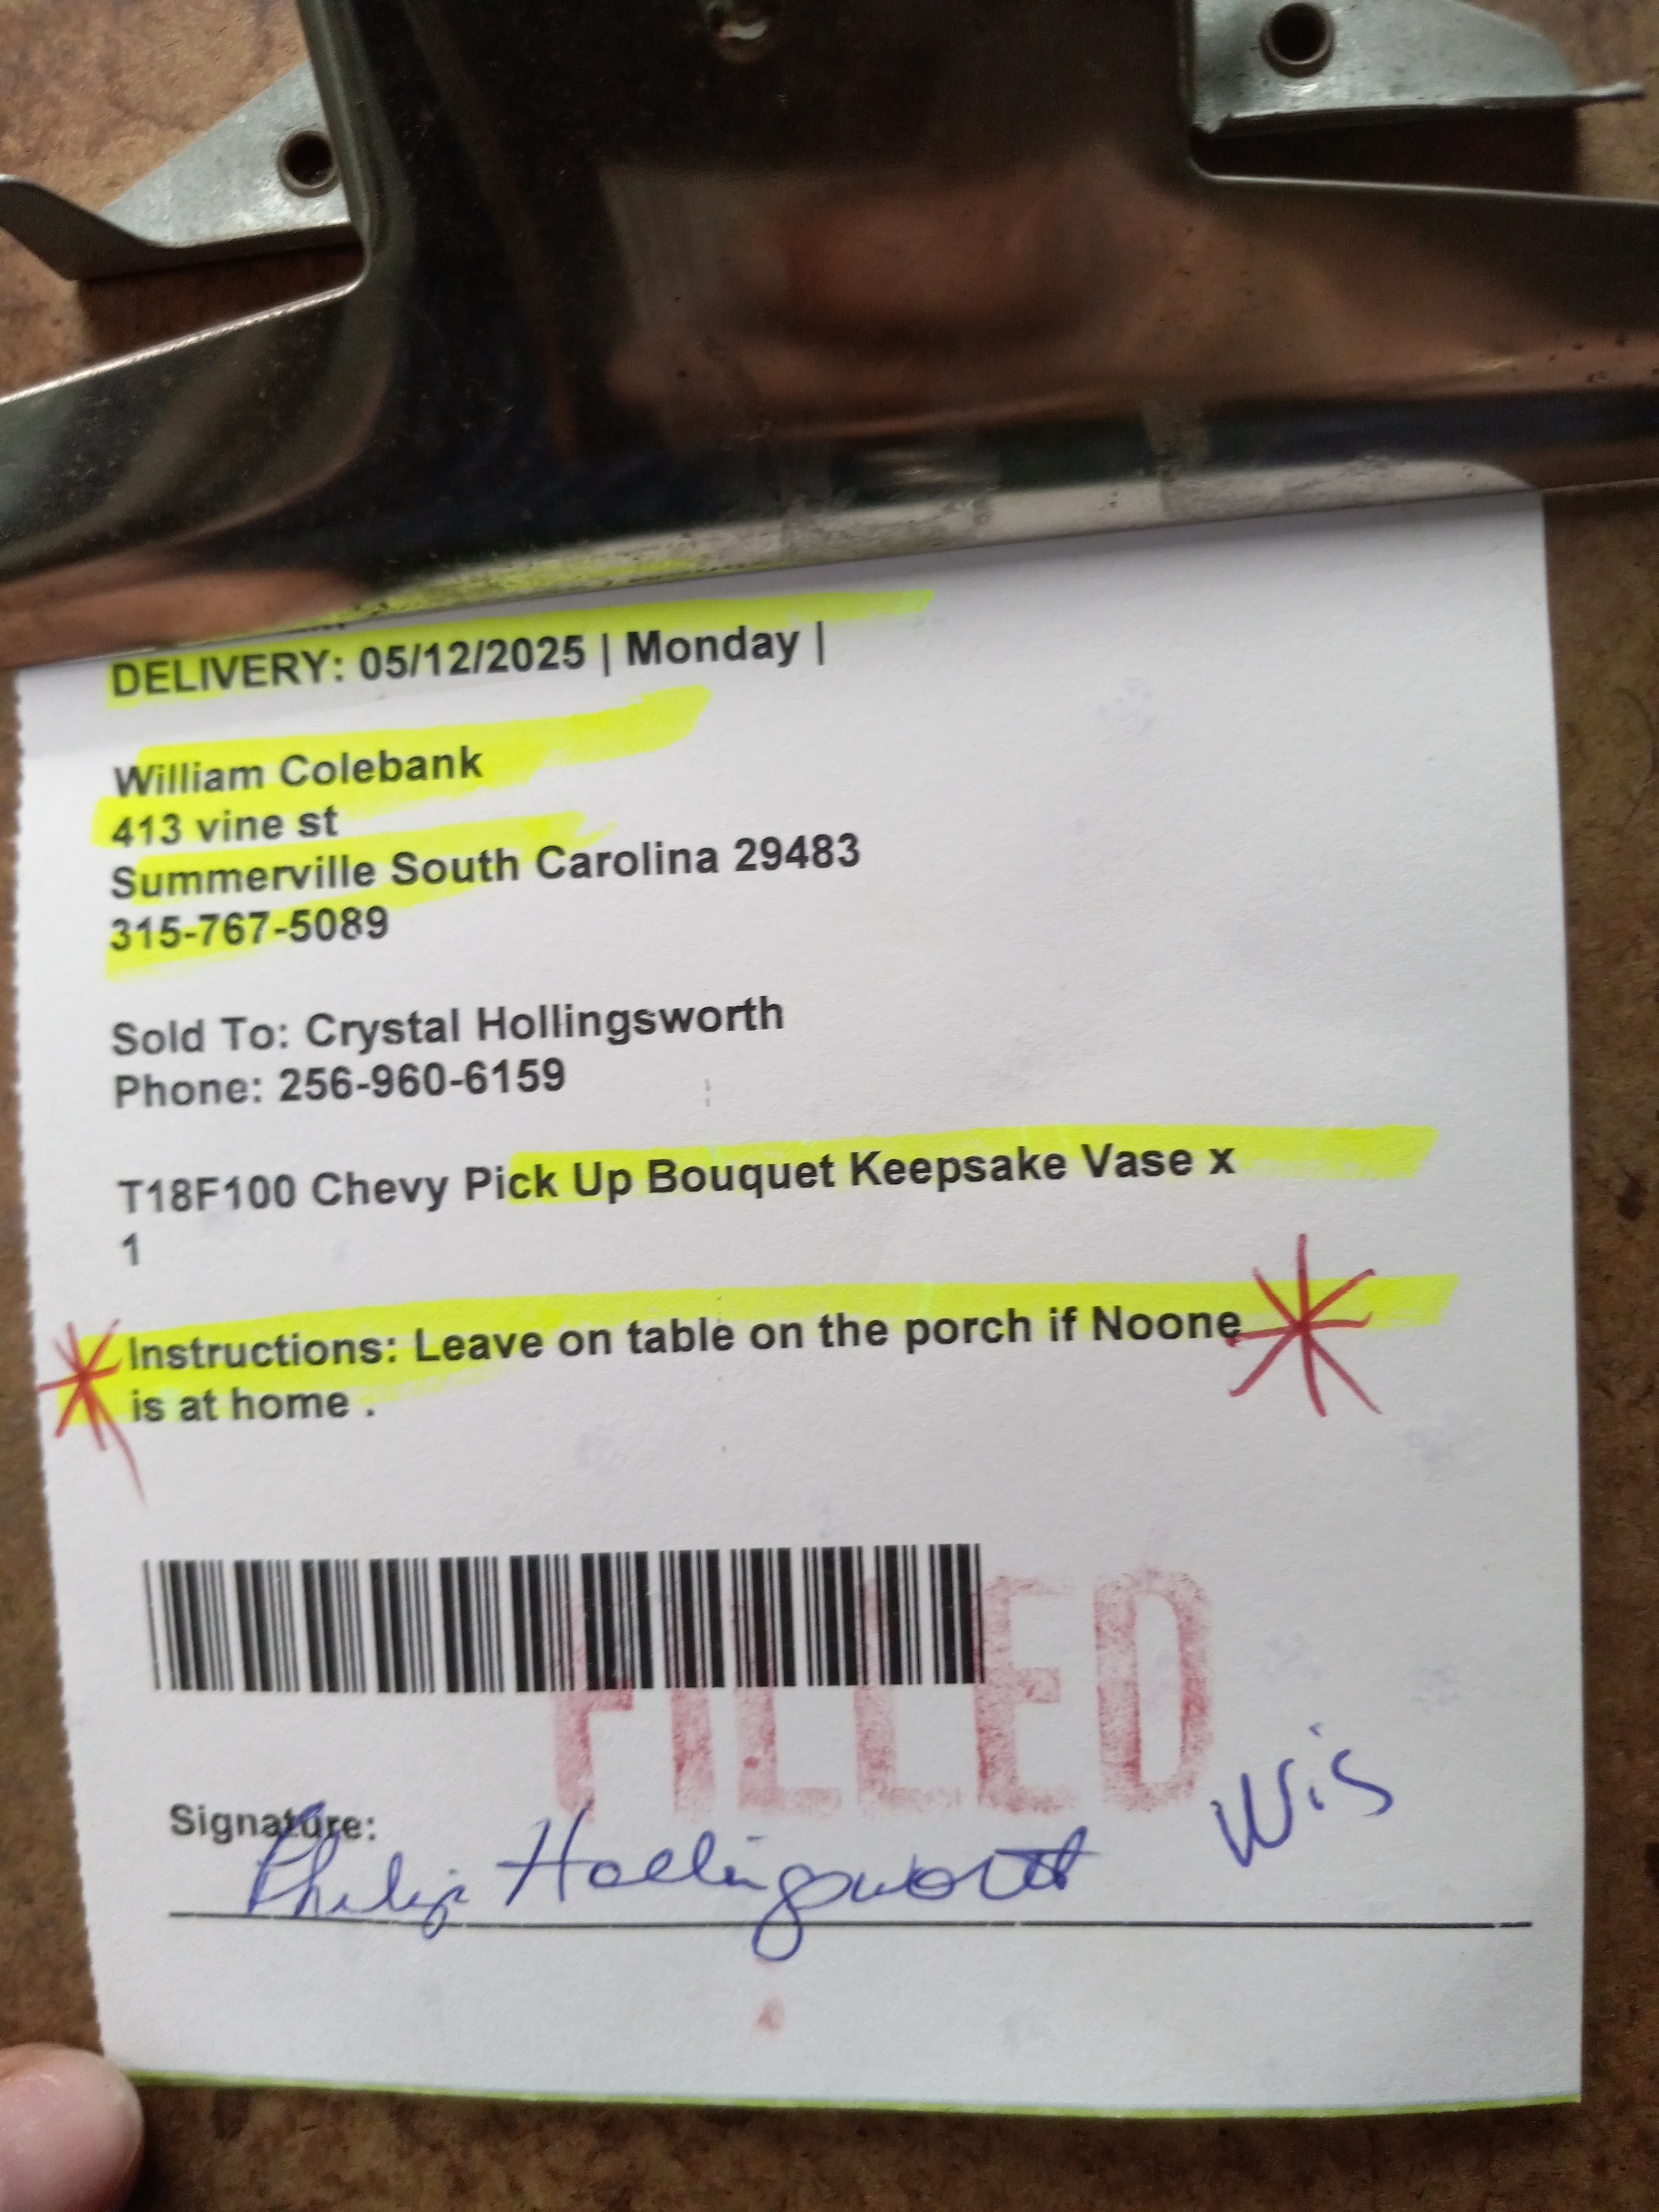 DELIVERY: 05/12/2025 | Monday |
William Colebank
413 vine st
Summerville South Carolina 29483
315-767-5089
Sold To: Crystal Hollingsworth
Phone: 256-960-6159
T18F100 Chevy Pick Up Bouquet Keepsake Vase x
1
Instructions: Leave on table on the porch if Noone
is at home .
FILLED
Signature:
Philip Hollingsworth